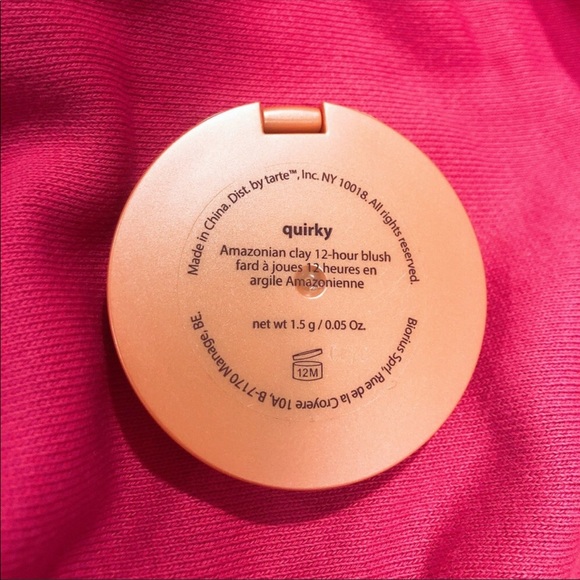 Made in China. Dist. by tarte™, Inc. NY 10018. All rights reserved.
quirky
Amazonian clay 12-hour blush
fard à joues 12 heures en
argile Amazonienne
net wt 1.5 g / 0.05 Oz.
12M
Biorius Sprl. Rue de la Croyere 10A, B-7170 Manage, BE.